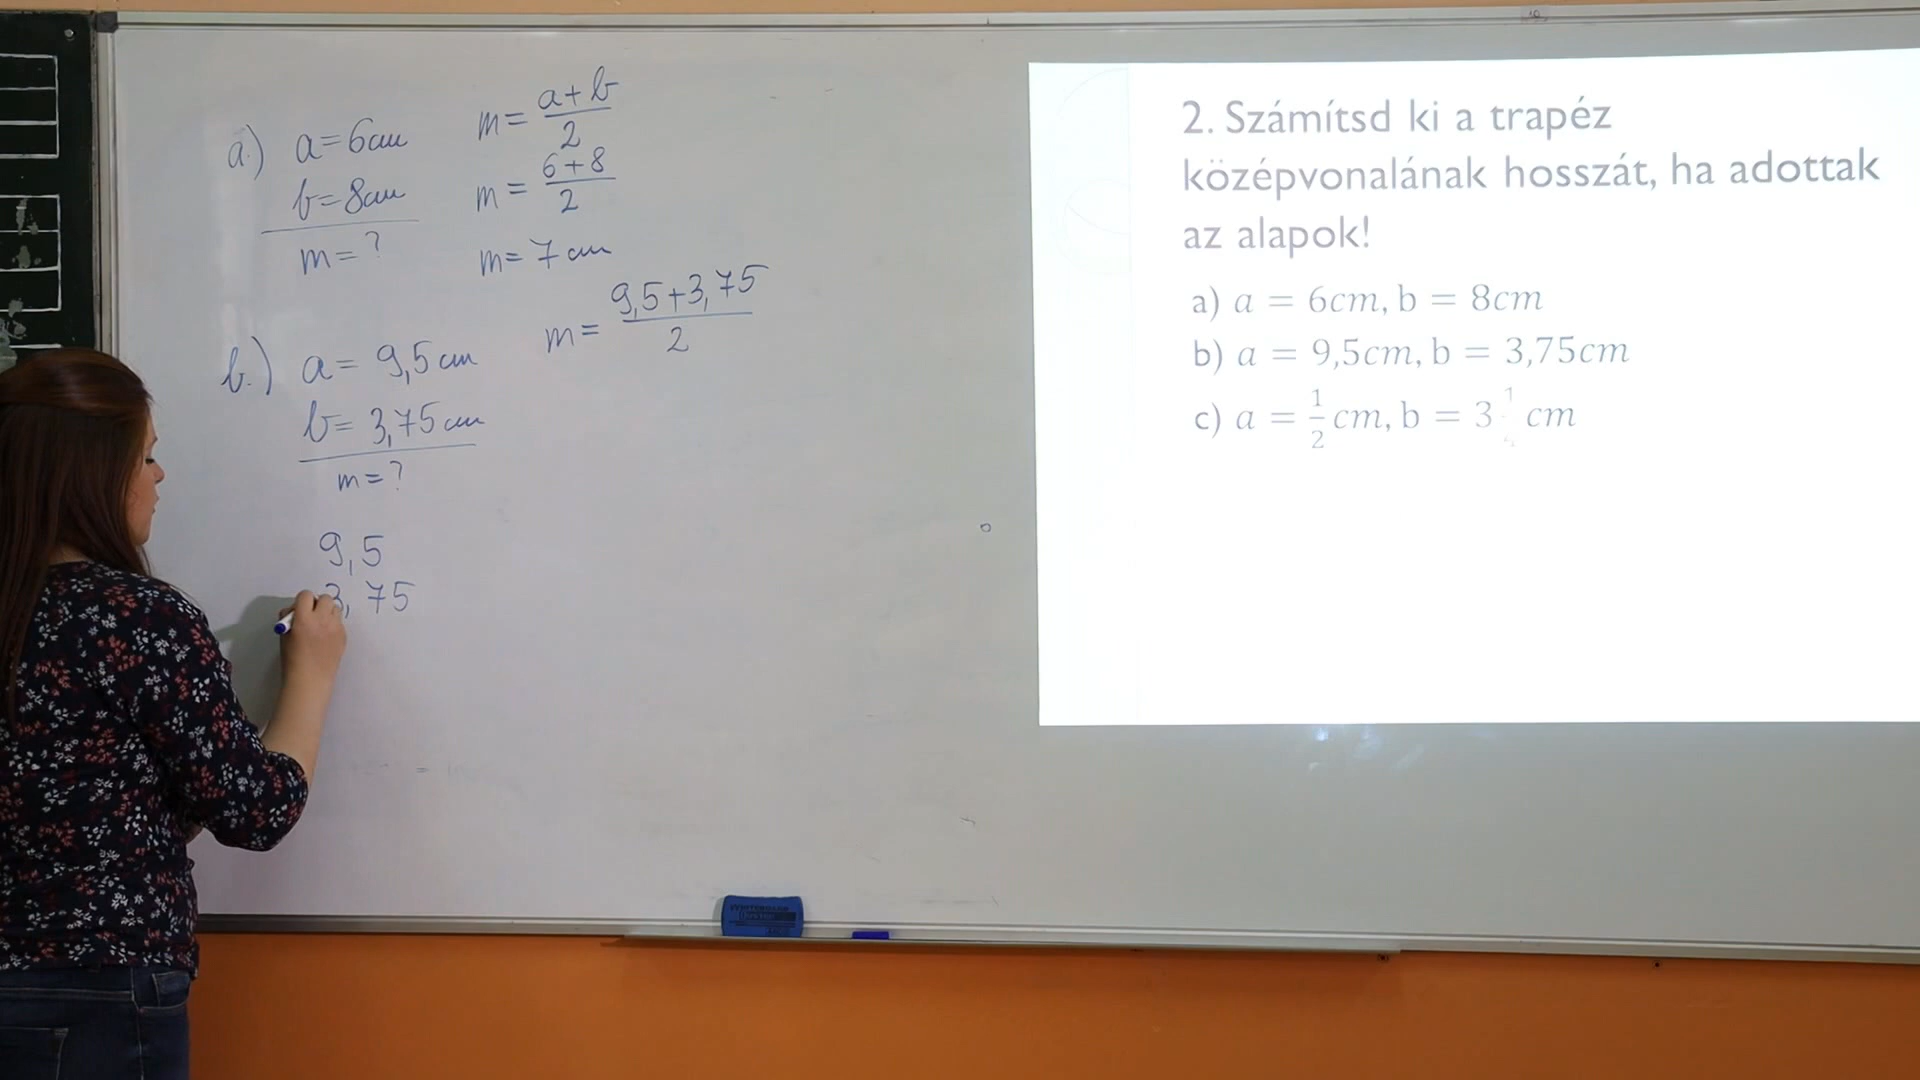 a.) a=6cm
b=8cm
m=?
m= a+b / 2
m= 6+8 / 2
m= 7 cm
b.) a= 9,5 cm
b= 3,75 cm
m=?
m= 9,5+3,75 / 2
9,5
3,75
2. Számítsd ki a trapéz
középvonalának hosszát, ha adottak
az alapok!
a) a = 6cm, b = 8cm
b) a = 9,5cm, b = 3,75cm
c) a = 1/2 cm, b = 3 1/4 cm